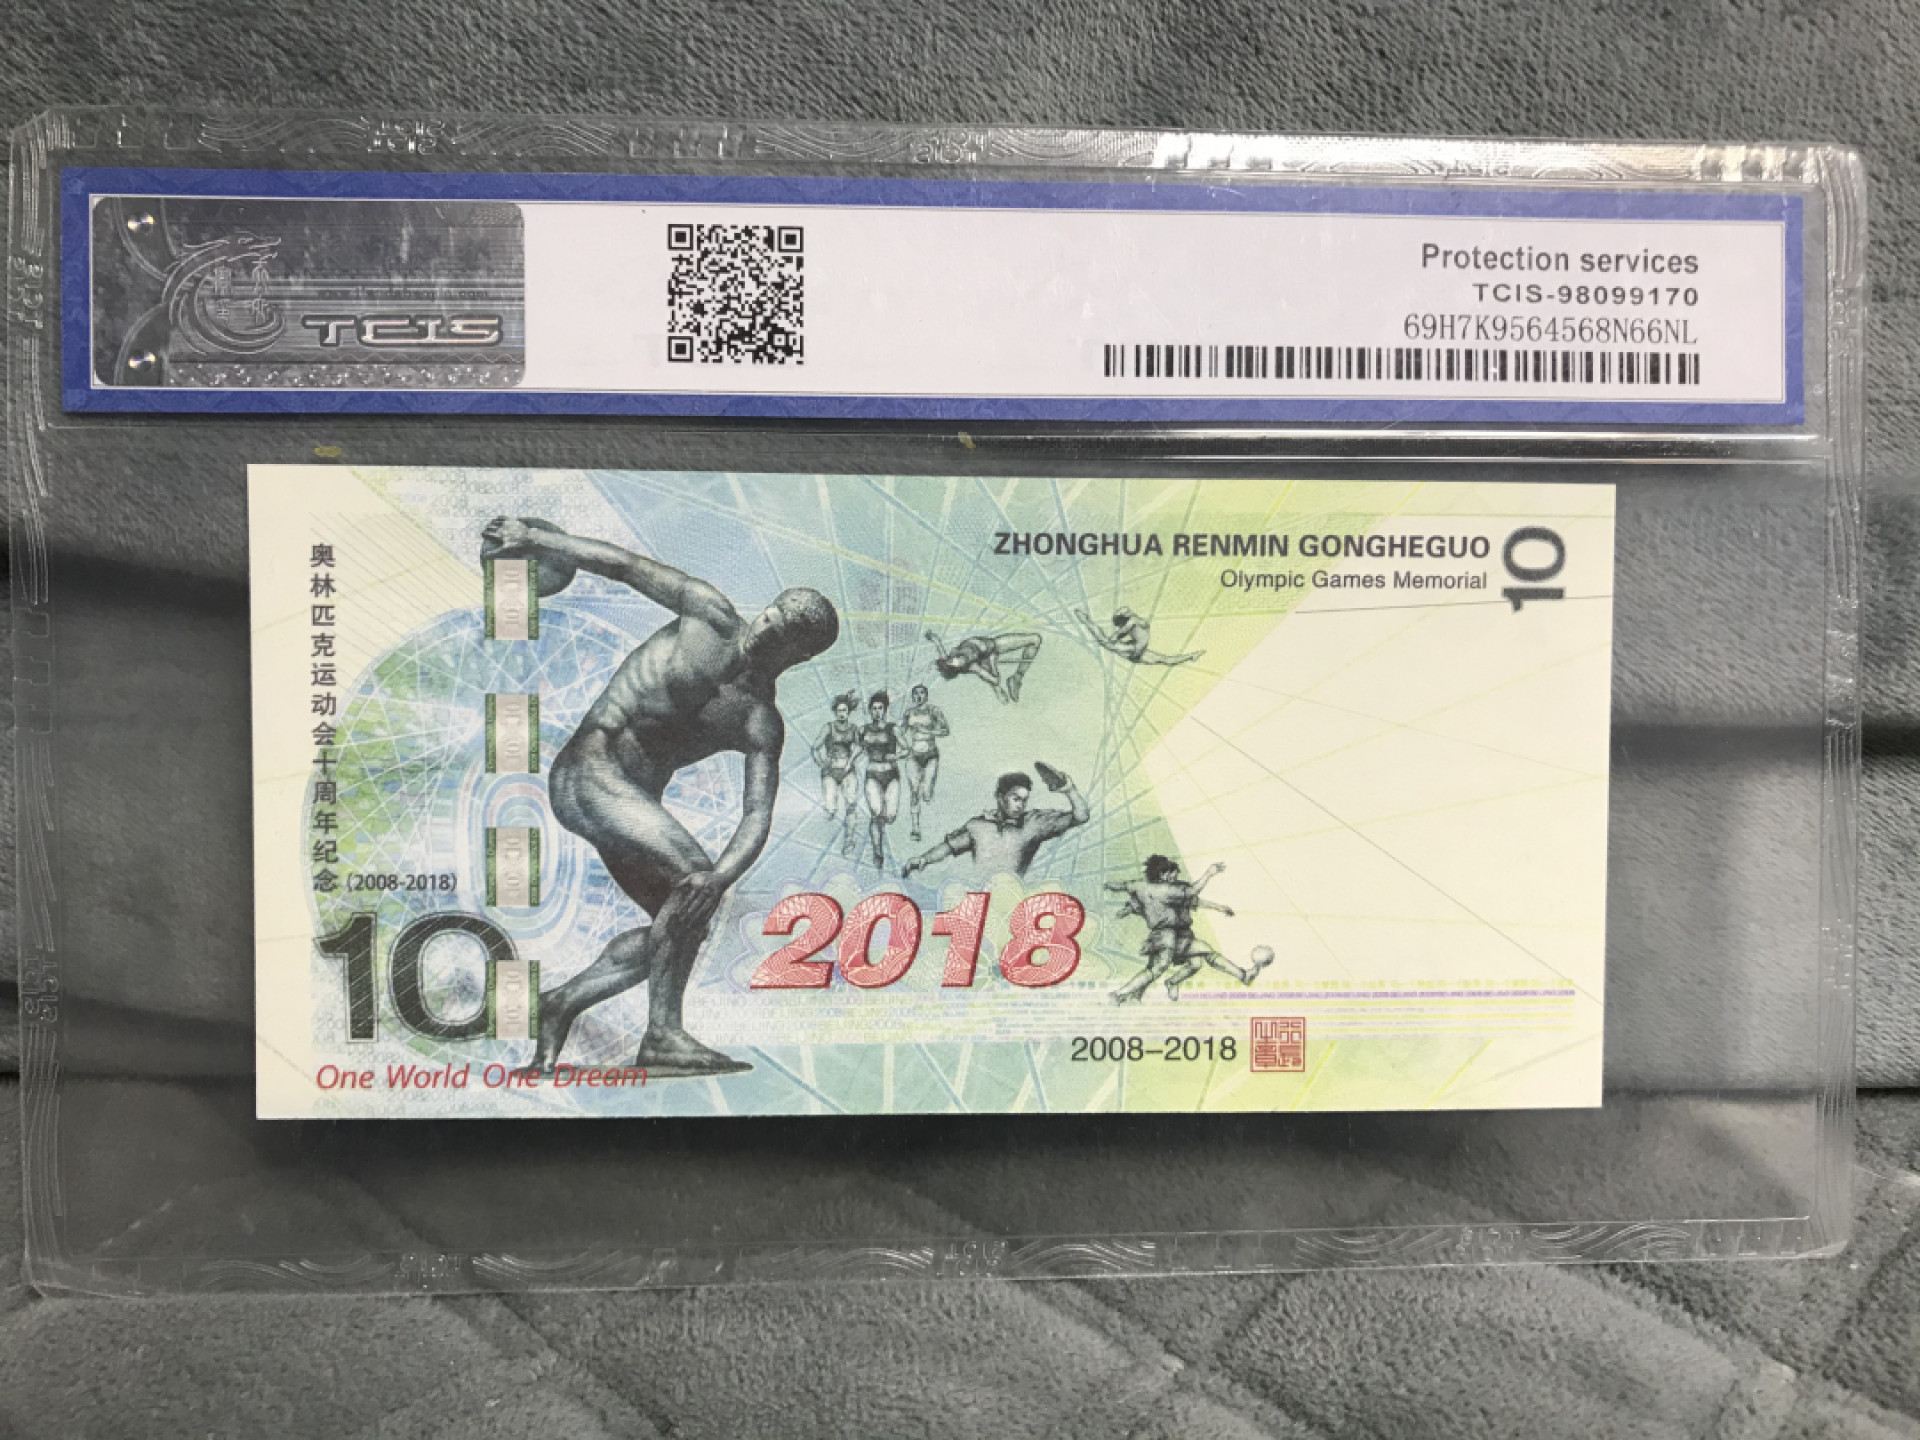 TCIS
Protection services
TCIS-98099170
69H7K9564568N66NL
奥林匹克运动会十周年纪念
(2008-2018)
ZHONGHUA RENMIN GONGHEGUO
Olympic Games Memorial
10
10
2018
2008-2018
One World One Dream